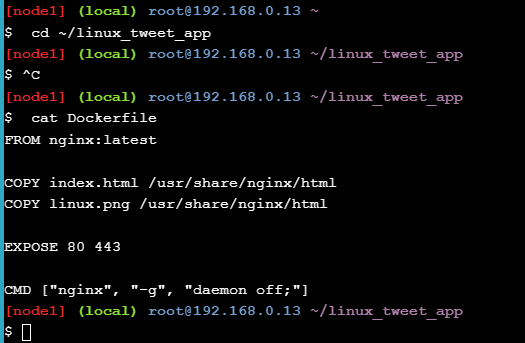 [node1] (local) root@192.168.0.13 ~
$  cd ~/linux_tweet_app
[node1] (local) root@192.168.0.13 ~/linux_tweet_app
$ ^C
[node1] (local) root@192.168.0.13 ~/linux_tweet_app
$  cat Dockerfile
FROM nginx:latest
COPY index.html /usr/share/nginx/html
COPY linux.png /usr/share/nginx/html
EXPOSE 80 443
CMD ["nginx", "-g", "daemon off;"]
[node1] (local) root@192.168.0.13 ~/linux_tweet_app
$